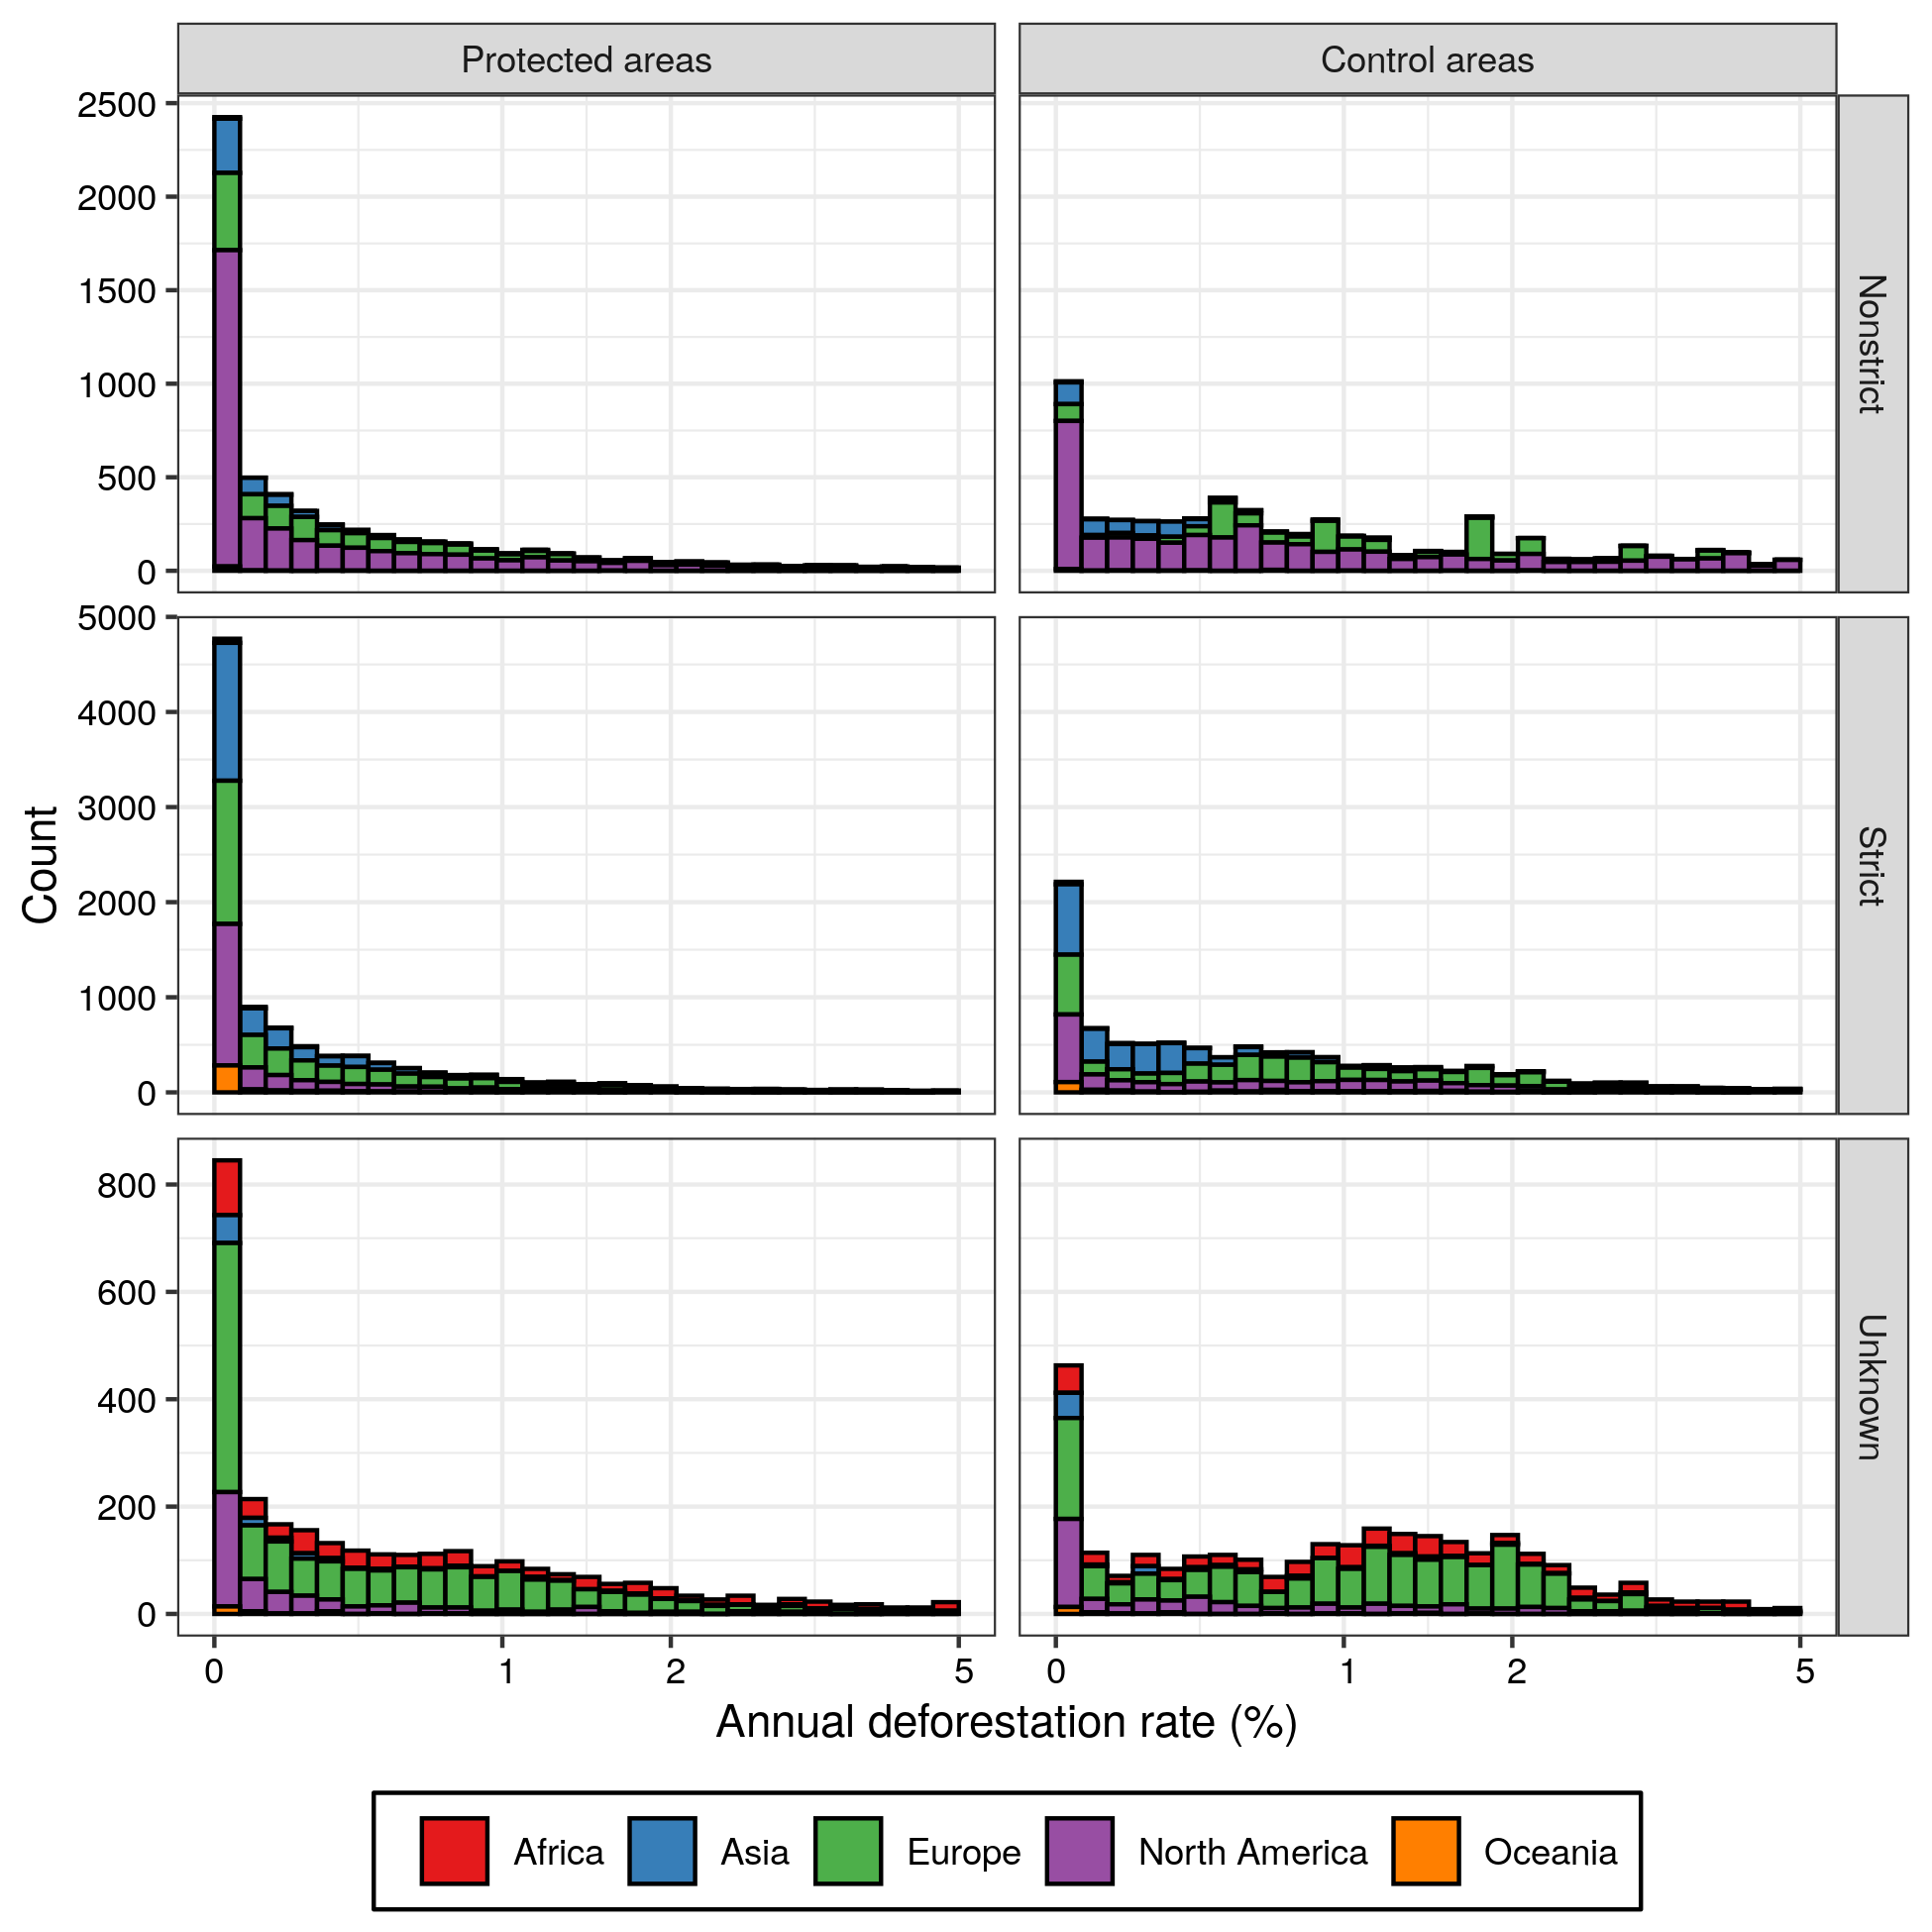 Protected areas
Control areas
2500
2000
1500
1000
500
0
Nonstrict
5000
4000
3000
2000
1000
0
Strict
Count
800
600
400
200
0
Unknown
0 1 2 5
0 1 2 5
Annual deforestation rate (%)
Africa Asia Europe North America Oceania